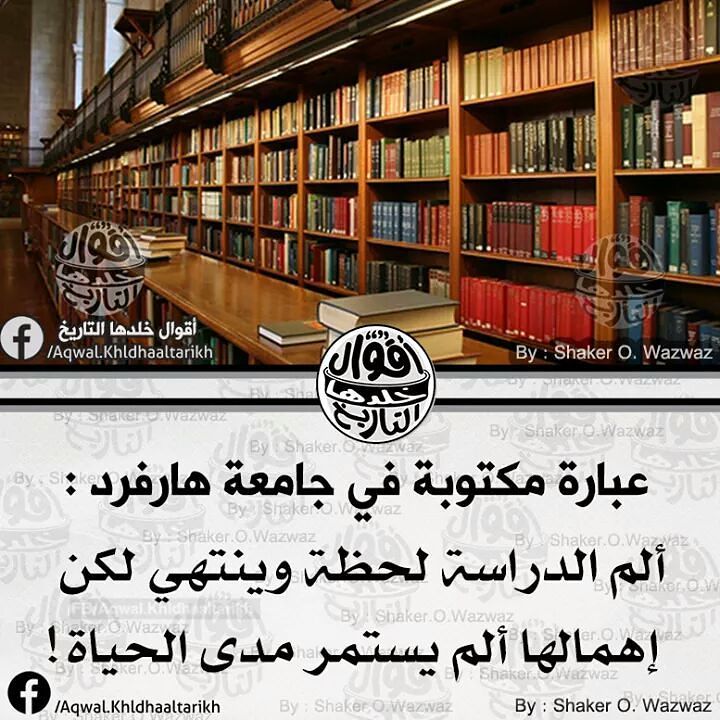 أقوال خلدها التاريخ
/Aqwal.Khldhaaltarikh
By : Shaker O. Wazwaz
أقوال خلدها التاريخ
عبارة مكتوبة في جامعة هارفرد :
ألم الدراسة لحظة وينتهي لكن
إهمالها ألم يستمر مدى الحياة !
/Aqwal.Khldhaaltarikh
By : Shaker O. Wazwaz